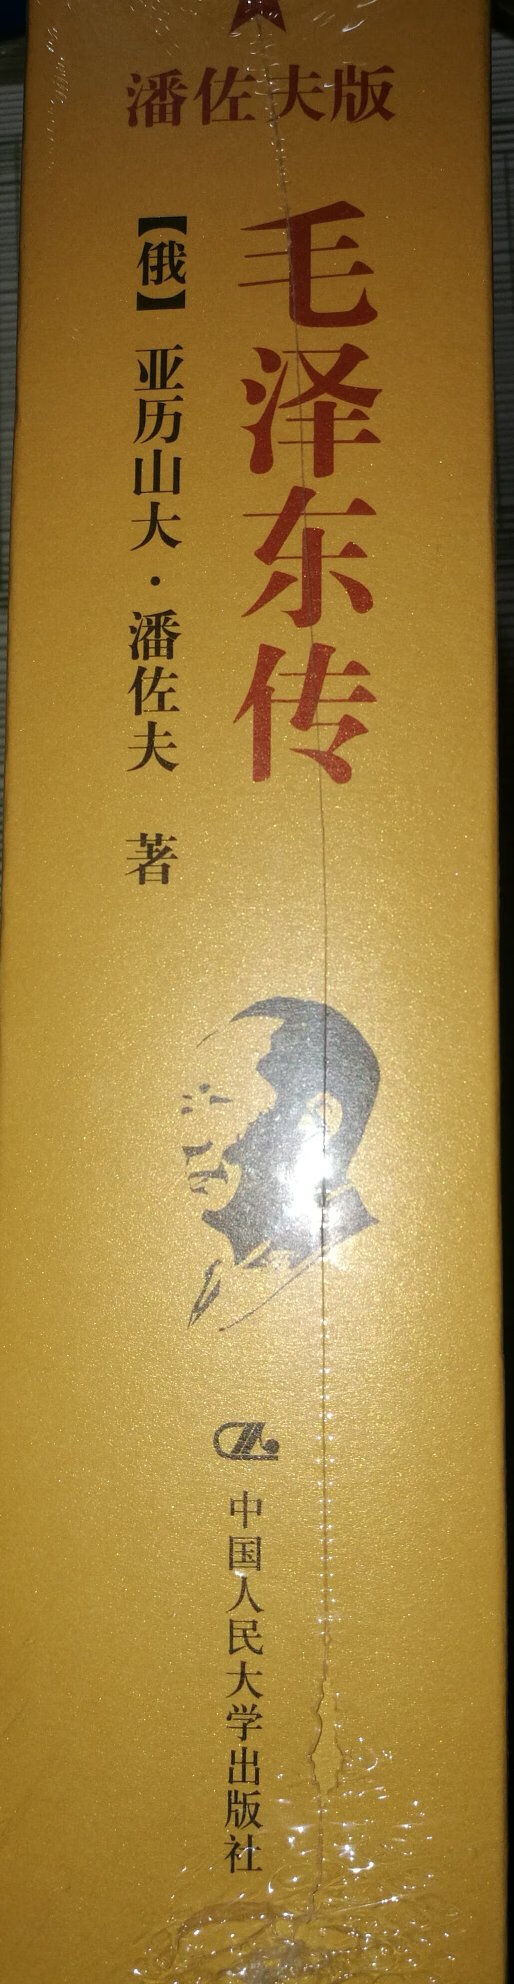 潘佐夫版
毛泽东传
【俄】 亚历山大·潘佐夫 著
中国人民大学出版社